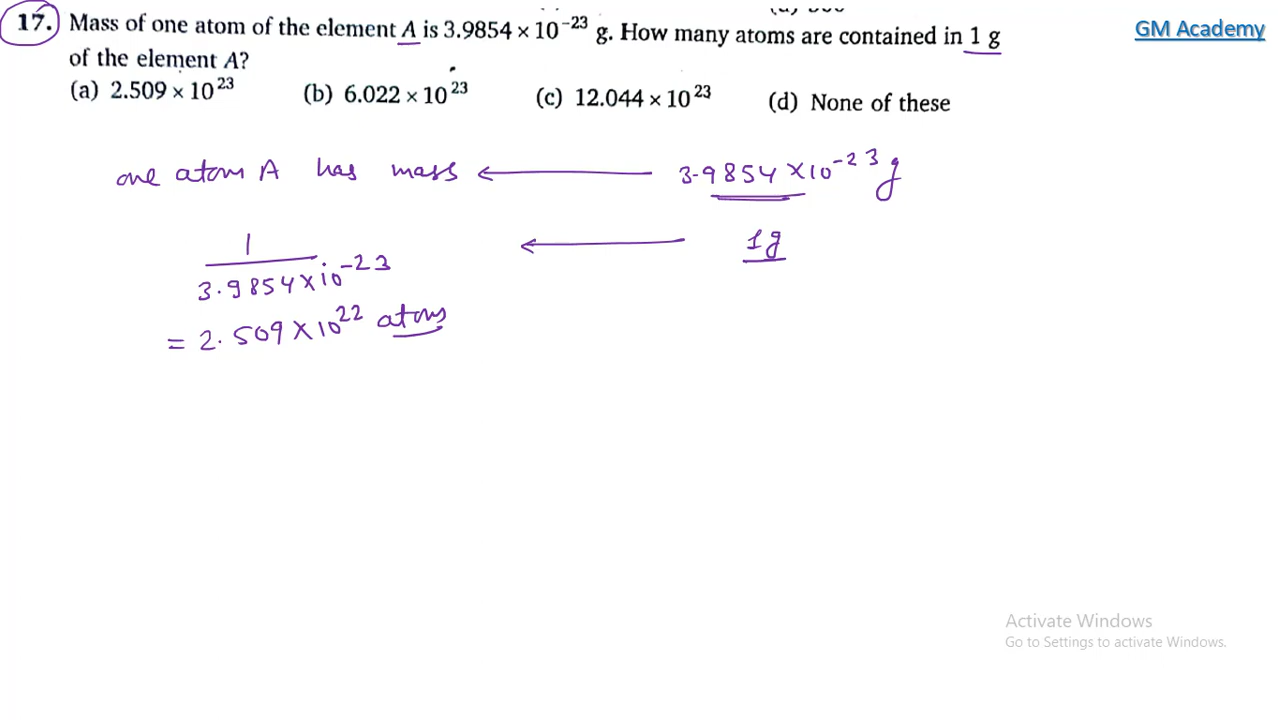 17. Mass of one atom of the element A is 3.9854 × 10⁻²³ g. How many atoms are contained in 1 g
GM Academy
of the element A?
(a) 2.509 × 10²³ (b) 6.022 × 10²³ (c) 12.044 × 10²³ (d) None of these
one atom A has mass ← 3.9854 × 10⁻²³ g
1 ← 1g
3.9854 × 10⁻²³
= 2.509 × 10²² atoms
Activate Windows
Go to Settings to activate Windows.